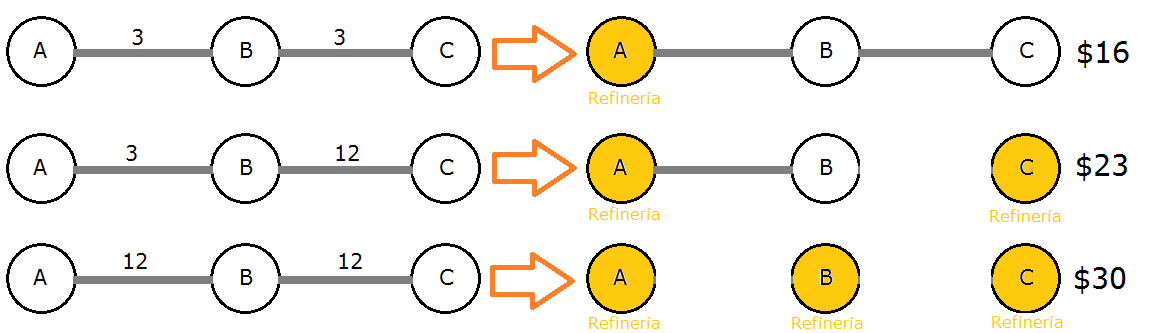 A 3 B 3 C A B C $16
Refinería
A 3 B 12 C A B C $23
Refinería Refinería
A 12 B 12 C A B C $30
Refinería Refinería Refinería